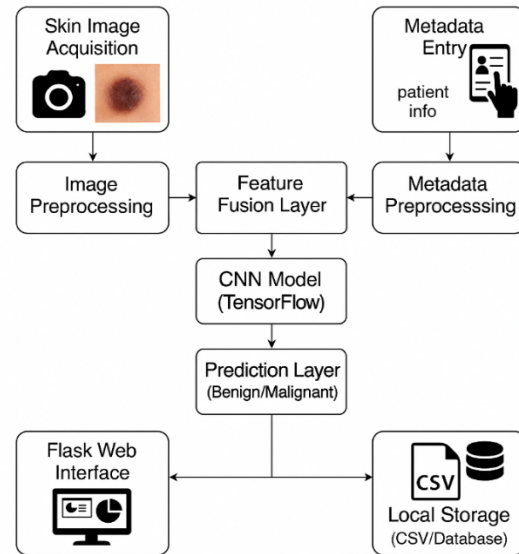 Skin Image
Acquisition
Metadata
Entry
patient
info
Image
Preprocessing
Feature
Fusion Layer
Metadata
Preprocesssing
CNN Model
(TensorFlow)
Prediction Layer
(Benign/Malignant)
Flask Web
Interface
CSV
Local Storage
(CSV/Database)